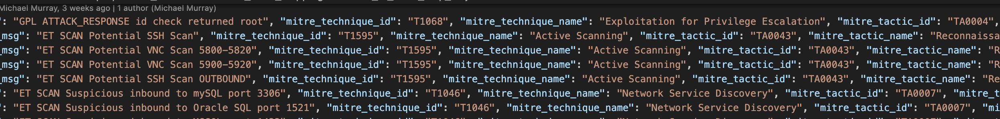 Michael Murray, 3 weeks ago | 1 author (Michael Murray)
": "GPL ATTACK_RESPONSE id check returned root", "mitre_technique_id": "T1068", "mitre_technique_name": "Exploitation for Privilege Escalation", "mitre_tactic_id": "TA0004",
_msg": "ET SCAN Potential SSH Scan", "mitre_technique_id": "T1595", "mitre_technique_name": "Active Scanning", "mitre_tactic_id": "TA0043", "mitre_tactic_name": "Reconnaissa
_msg": "ET SCAN Potential VNC Scan 5800-5820", "mitre_technique_id": "T1595", "mitre_technique_name": "Active Scanning", "mitre_tactic_id": "TA0043", "mitre_tactic_name": "R
_msg": "ET SCAN Potential VNC Scan 5900-5920", "mitre_technique_id": "T1595", "mitre_technique_name": "Active Scanning", "mitre_tactic_id": "TA0043", "mitre_tactic_name": "R
_msg": "ET SCAN Potential SSH Scan OUTBOUND", "mitre_technique_id": "T1595", "mitre_technique_name": "Active Scanning", "mitre_tactic_id": "TA0043", "mitre_tactic_name": "Re
": "ET SCAN Suspicious inbound to mySQL port 3306", "mitre_technique_id": "T1046", "mitre_technique_name": "Network Service Discovery", "mitre_tactic_id": "TA0007", "mitre_t
": "ET SCAN Suspicious inbound to Oracle SQL port 1521", "mitre_technique_id": "T1046", "mitre_technique_name": "Network Service Discovery", "mitre_tactic_id": "TA0007", "mi